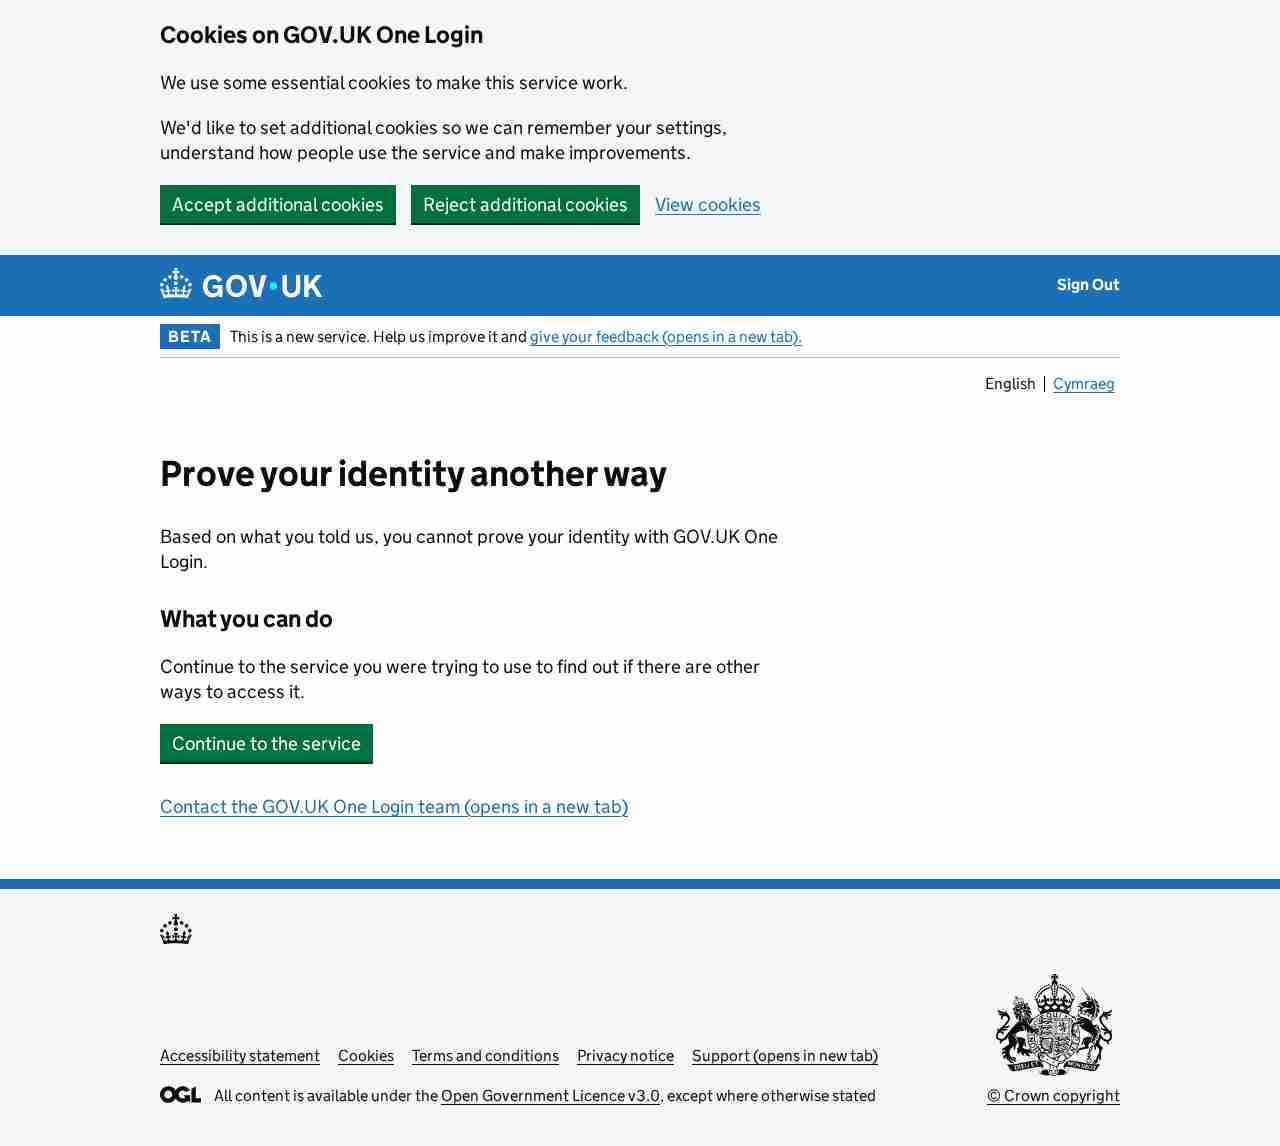 Cookies on GOV.UK One Login
We use some essential cookies to make this service work.
We'd like to set additional cookies so we can remember your settings,
understand how people use the service and make improvements.
Accept additional cookies
Reject additional cookies
View cookies
GOV·UK
Sign Out
BETA
This is a new service. Help us improve it and give your feedback (opens in a new tab).
English
Cymraeg
Prove your identity another way
Based on what you told us, you cannot prove your identity with GOV.UK One
Login.
What you can do
Continue to the service you were trying to use to find out if there are other
ways to access it.
Continue to the service
Contact the GOV.UK One Login team (opens in a new tab)
Accessibility statement
Cookies
Terms and conditions
Privacy notice
Support (opens in new tab)
OGL
All content is available under the Open Government Licence v3.0, except where otherwise stated
© Crown copyright